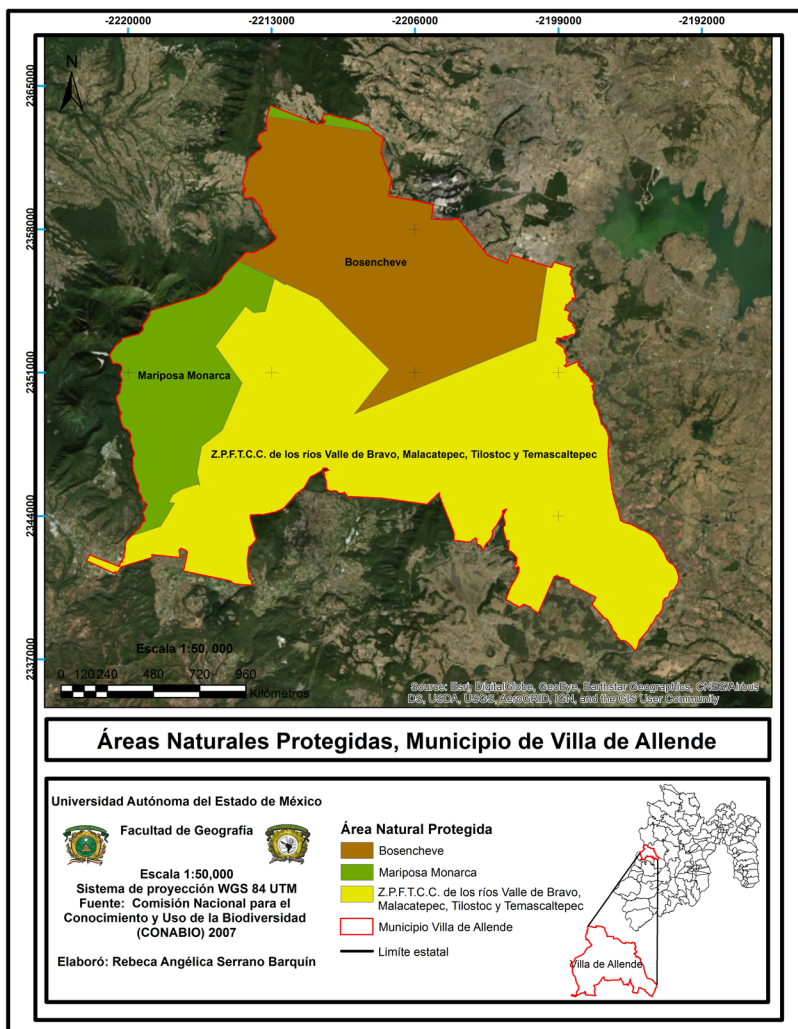 -2220000 -2213000 -2206000 -2199000 -2192000
N
2365000
2358000
2351000
2344000
2337000
Bosencheve
Mariposa Monarca
Z.P.F.T.C.C. de los ríos Valle de Bravo, Malacatepec, Tilostoc y Temascaltepec
Escala 1:50, 000
0 120240 480 720 960
Kilómetros
Source: Esri, DigitalGlobe, GeoEye, Earthstar Geographics, CNES/Airbus
DS, USDA, USGS, AeroGRID, IGN, and the GIS User Community
Áreas Naturales Protegidas, Municipio de Villa de Allende
Universidad Autónoma del Estado de México
Facultad de Geografía
Escala 1:50,000
Sistema de proyección WGS 84 UTM
Fuente: Comisión Nacional para el
Conocimiento y Uso de la Biodiversidad
(CONABIO) 2007
Elaboró: Rebeca Angélica Serrano Barquín
Área Natural Protegida
Bosencheve
Mariposa Monarca
Z.P.F.T.C.C. de los ríos Valle de Bravo,
Malacatepec, Tilostoc y Temascaltepec
Municipio Villa de Allende
Limíte estatal
Villa de Allende